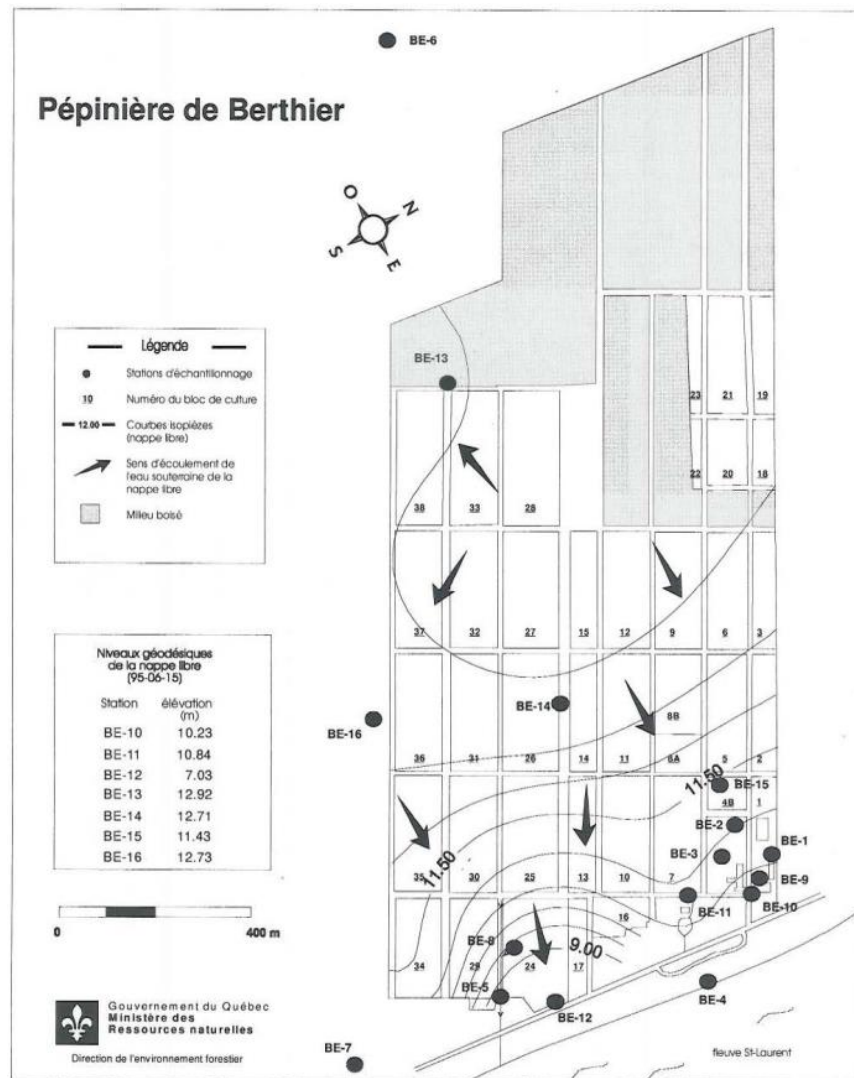 BE-6
Pépinière de Berthier
O
N
S
E
Légende
Stations d'échantillonnage
10 Numéro du bloc de culture
12.00 Courbes isopièzes
(nappe libre)
Sens d'écoulement de
l'eau souterraine de la
nappe libre
Milieu boisé
BE-13
23 21 19
22 20 18
38 33 28
37 32 27 15 12 9 6 3
BE-14
BE-16
8B
36 31 26 14 11 8A 5 2
11.50
BE-15
4B 1
BE-2
BE-1
BE-3
11.50
35 30 25 13 10 7
BE-9
BE-10
BE-11
16
BE-8
9.00
34 29 24 17
BE-5
BE-4
BE-12
BE-7
fleuve St-Laurent
Niveaux géodésiques
de la nappe libre
(95-06-15)
Station élévation
(m)
BE-10 10.23
BE-11 10.84
BE-12 7.03
BE-13 12.92
BE-14 12.71
BE-15 11.43
BE-16 12.73
0 400 m
Gouvernement du Québec
Ministère des
Ressources naturelles
Direction de l'environnement forestier